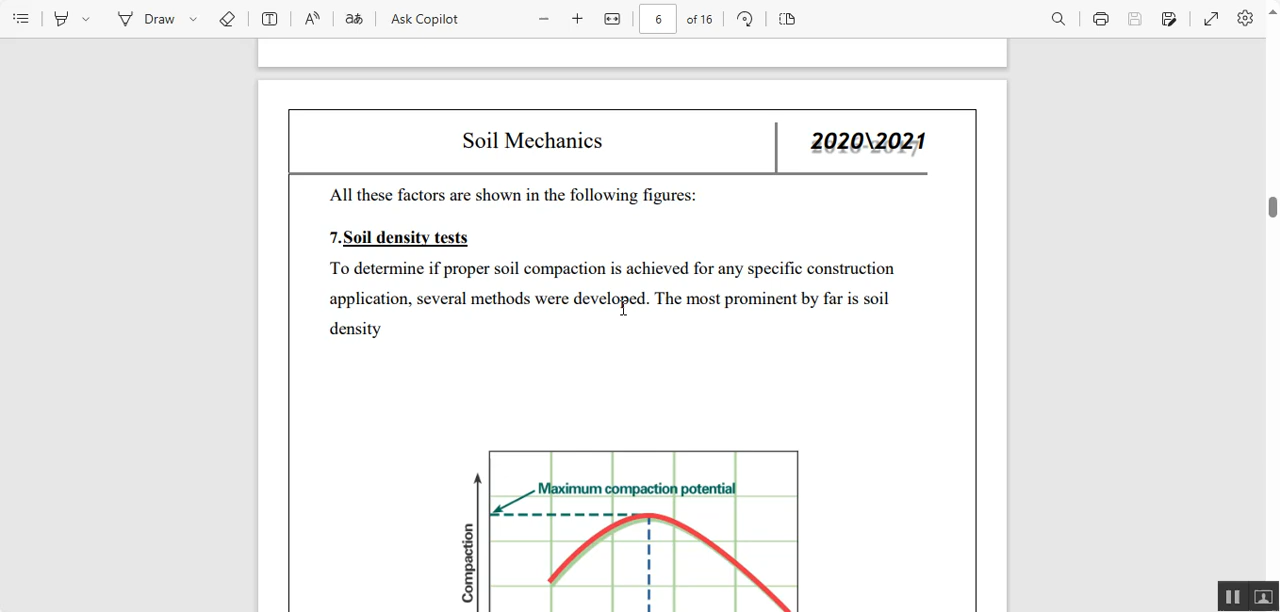 Draw
Ask Copilot
6 of 16
Soil Mechanics
2020\2021
All these factors are shown in the following figures:
7.Soil density tests
To determine if proper soil compaction is achieved for any specific construction
application, several methods were developed. The most prominent by far is soil
density
Maximum compaction potential
Compaction